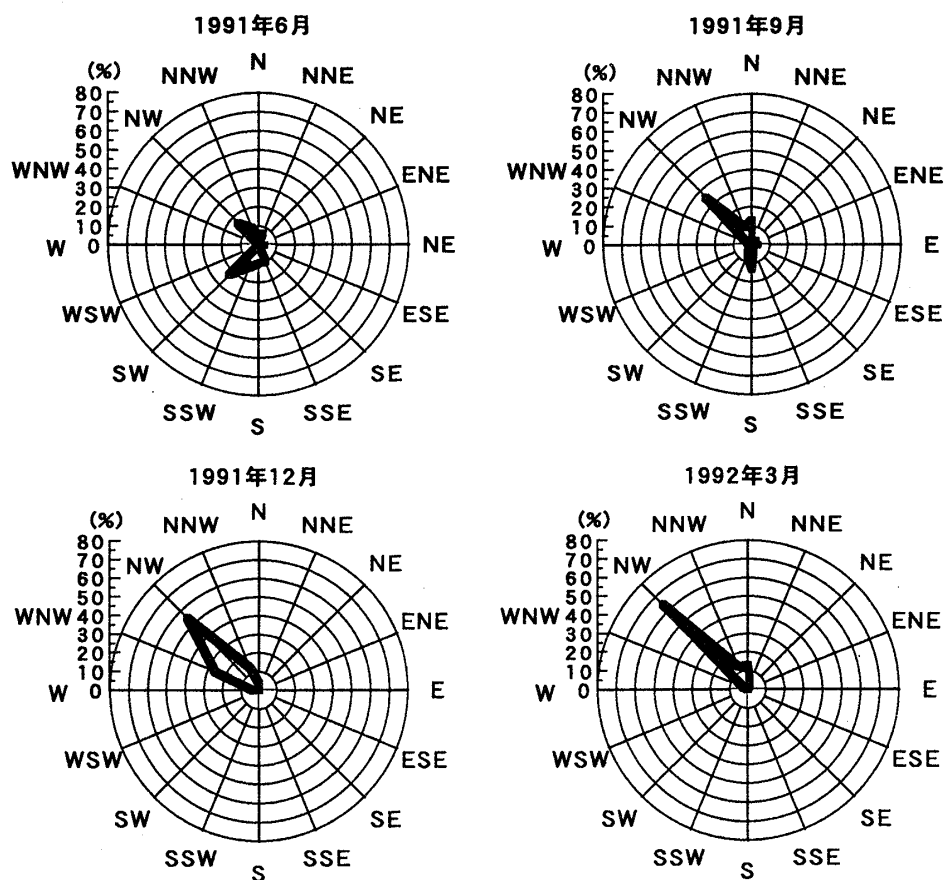 1991年6月
N
NNW
NNE
(%)
80
70
60
50
40
30
20
10
0
NW
NE
WNW
ENE
W
NE
WSW
ESE
SW
SE
SSW
SSE
S
1991年9月
N
NNW
NNE
(%)
80
70
60
50
40
30
20
10
0
NW
NE
WNW
ENE
W
E
WSW
ESE
SW
SE
SSW
SSE
S
1991年12月
N
NNW
NNE
(%)
80
70
60
50
40
30
20
10
0
NW
NE
WNW
ENE
W
E
WSW
ESE
SW
SE
SSW
SSE
S
1992年3月
N
NNW
NNE
(%)
80
70
60
50
40
30
20
10
0
NW
NE
WNW
ENE
W
E
WSW
ESE
SW
SE
SSW
SSE
S